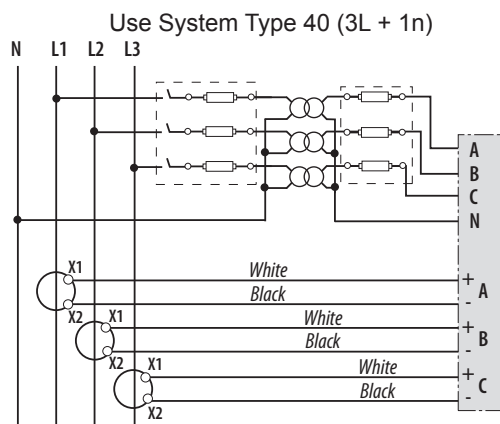 Use System Type 40 (3L + 1n)
N L1 L2 L3
A
B
C
N
X1 White + A
X2 Black -
X1 White + B
X2 Black -
X1 White + C
X2 Black -